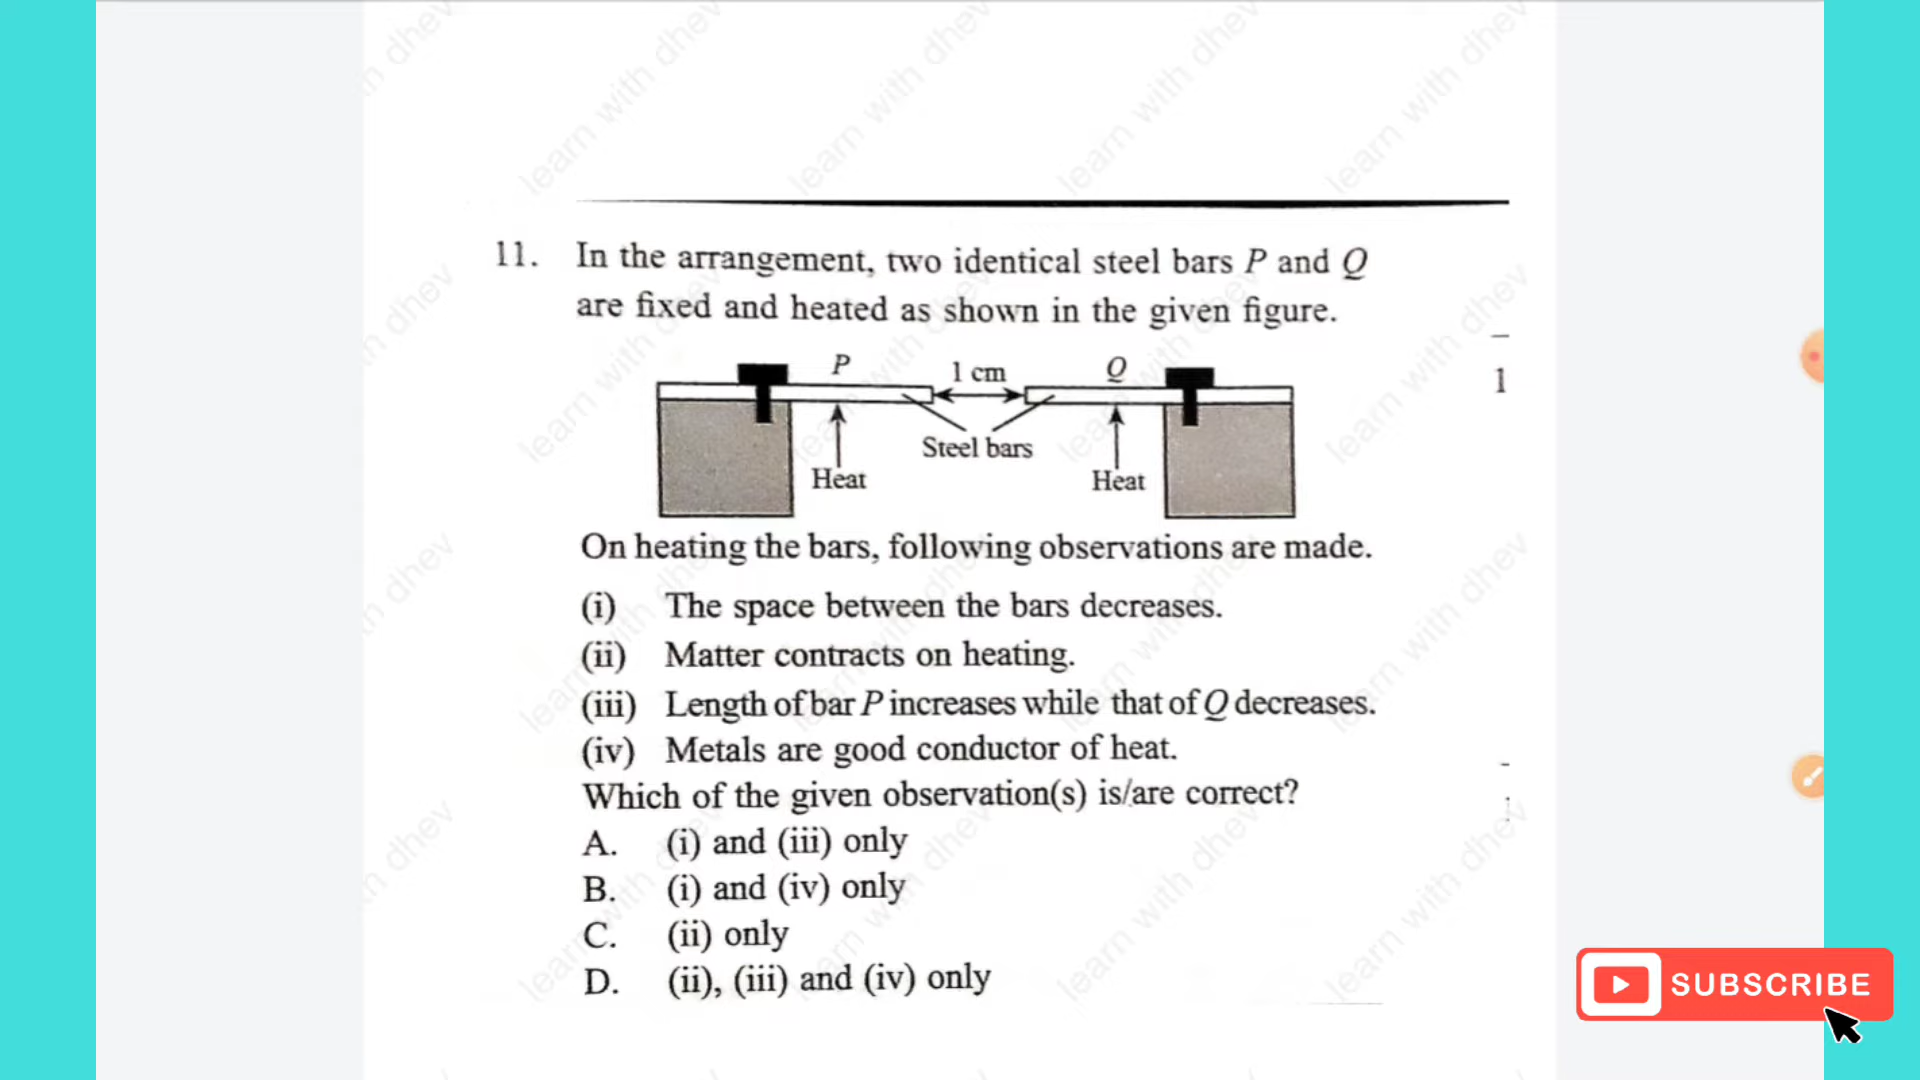 11. In the arrangement, two identical steel bars P and Q
are fixed and heated as shown in the given figure.
P
1 cm
Q
Steel bars
Heat
Heat
1
On heating the bars, following observations are made.
(i) The space between the bars decreases.
(ii) Matter contracts on heating.
(iii) Length of bar P increases while that of Q decreases.
(iv) Metals are good conductor of heat.
Which of the given observation(s) is/are correct?
A. (i) and (iii) only
B. (i) and (iv) only
C. (ii) only
D. (ii), (iii) and (iv) only
SUBSCRIBE
learn with dhev